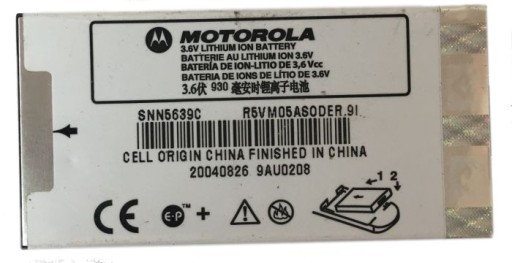 MOTOROLA
3.6V LITHIUM ION BATTERY
BATTERIE AU LITHIUM ION 3.6V
BATERÍA DE ION-LITIO DE 3,6 Vcc
BATERIA DE IONS DE LÍTIO DE 3.6V
3.6伏 930 毫安时锂离子电池
SNN5639C R5VM05ASODER.9I
CELL ORIGIN CHINA FINISHED IN CHINA
20040826 9AU0208
1 2
CE E·P™ +